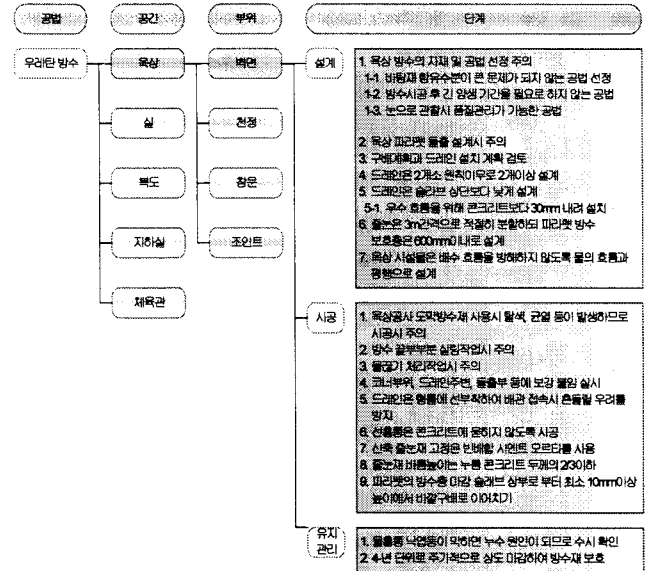 공법 공간 부위 단계
우레탄 방수 옥상 벽면 설계
실 천정
복도 창문
지하실 조인트
체육관
1. 옥상 방수의 자재 및 공법 선정 주의
1-1. 바탕재 함유수분이 큰 문제가 되지 않는 공법 선정
1-2. 방수시공 후 긴 양생 기간을 필요로 하지 않는 공법
1-3. 눈으로 관찰시 품질관리가 가능한 공법
2. 옥상 파라펫 돌출 설계시 주의
3. 구배계획과 드레인 설치 계획 검토
4. 드레인은 2개소 원칙이므로 2개이상 설계
5. 드레인은 슬라브 상단보다 낮게 설계
5-1. 우수 흐름을 위해 콘크리트보다 30mm 내려 설치
6. 줄눈은 3m간격으로 적절히 분할하되 파라펫 방수
보호층은 600mm이내로 설계
7. 옥상 시설물은 배수 흐름을 방해하지 않도록 물의 흐름과
평행으로 설계
시공
1. 옥상공사 도막방수재 사용시 탈색, 균열 등이 발생하므로
시공시 주의
2. 방수 끝부분 실링작업시 주의
3. 물끊기 처리작업시 주의
4. 코너부위, 드레인주변, 돌출부 등에 보강 붙임 실시
5. 드레인은 형틀에 선부착하여 배관 접속시 흔들릴 우려를
방지
6. 선홈통은 콘크리트에 묻히지 않도록 시공
7. 신축 줄눈재 고정은 빈배합 시멘트 모르타를 사용
8. 줄눈재 바름높이는 누름 콘크리트 두께의 2/3이하
9. 파라펫의 방수층 마감 슬래브 상부로 부터 최소 10mm이상
높이에서 바깥구배로 이어치기
유지
관리
1. 물홈통 낙엽등이 막히면 누수 원인이 되므로 수시 확인
2. 4년 단위로 주기적으로 상도 마감하여 방수재 보호